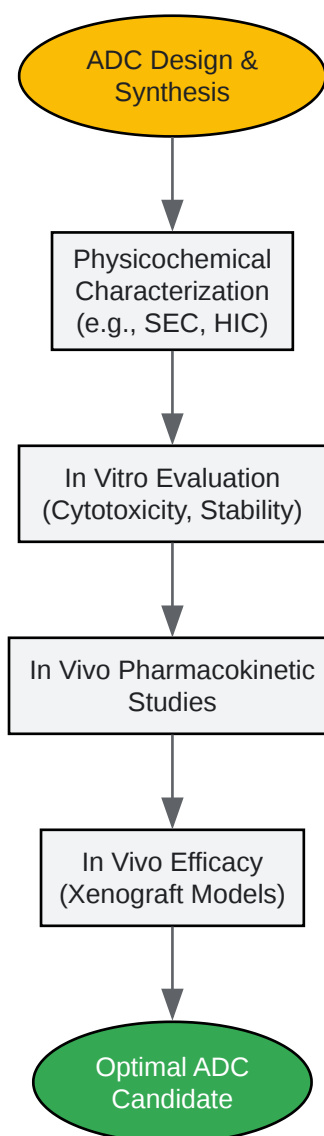 ADC Design &
Synthesis
Physicochemical
Characterization
(e.g., SEC, HIC)
In Vitro Evaluation
(Cytotoxicity, Stability)
In Vivo Pharmacokinetic
Studies
In Vivo Efficacy
(Xenograft Models)
Optimal ADC
Candidate